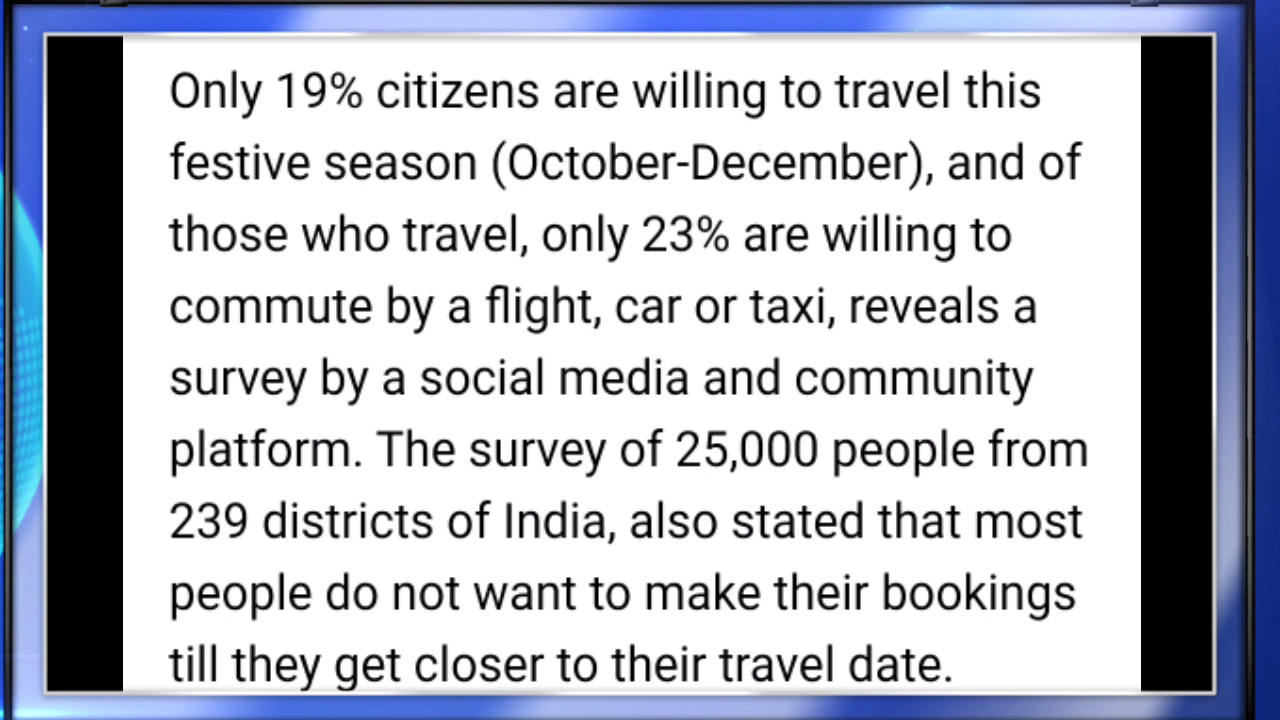 Only 19% citizens are willing to travel this
festive season (October-December), and of
those who travel, only 23% are willing to
commute by a flight, car or taxi, reveals a
survey by a social media and community
platform. The survey of 25,000 people from
239 districts of India, also stated that most
people do not want to make their bookings
till they get closer to their travel date.